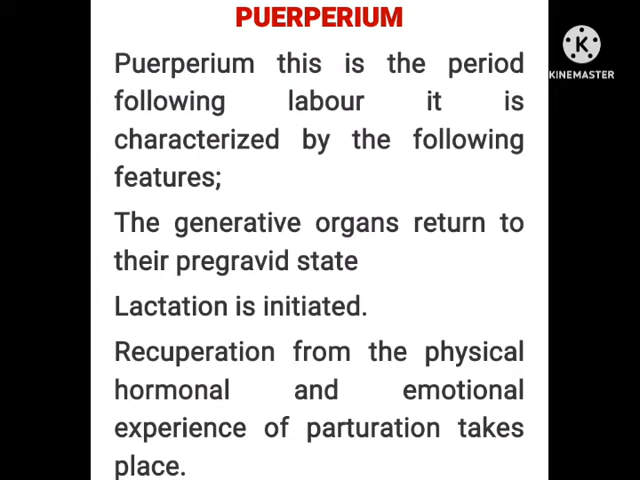 PUERPERIUM
Puerperium this is the period
following labour it is
characterized by the following
features;
The generative organs return to
their pregravid state
Lactation is initiated.
Recuperation from the physical
hormonal and emotional
experience of parturation takes
place.
K
KINEMASTER